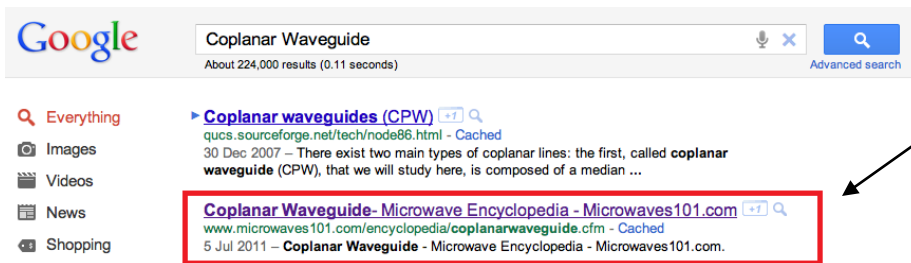 Google
Coplanar Waveguide
About 224,000 results (0.11 seconds)
Advanced search
Everything
Images
Videos
News
Shopping
Coplanar waveguides (CPW) +1
qucs.sourceforge.net/tech/node86.html - Cached
30 Dec 2007 – There exist two main types of coplanar lines: the first, called coplanar
waveguide (CPW), that we will study here, is composed of a median ...
Coplanar Waveguide- Microwave Encyclopedia - Microwaves101.com +1
www.microwaves101.com/encyclopedia/coplanarwaveguide.cfm - Cached
5 Jul 2011 – Coplanar Waveguide - Microwave Encyclopedia - Microwaves101.com.